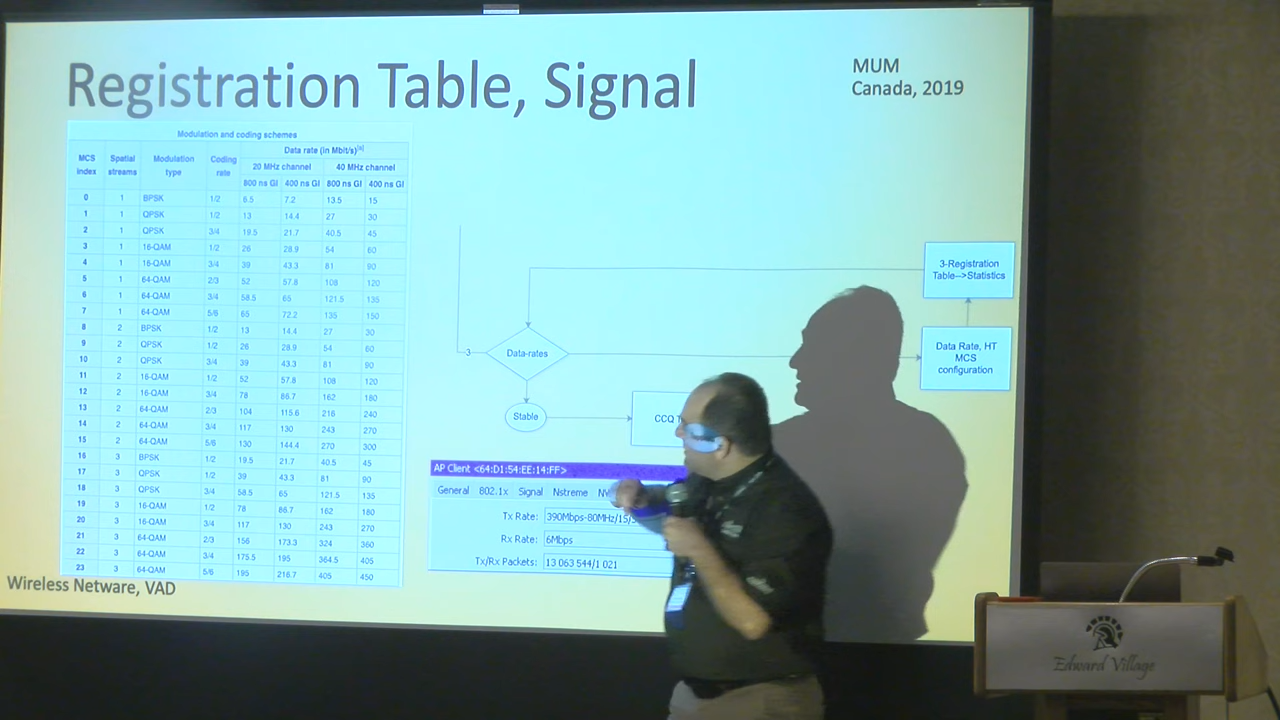 Registration Table, Signal
MUM
Canada, 2019
Modulation and coding schemes
MCS index Spatial streams Modulation type Coding rate Data rate (in Mbit/s)[a]
20 MHz channel 40 MHz channel
800 ns GI 400 ns GI 800 ns GI 400 ns GI
0 1 BPSK 1/2 6.5 7.2 13.5 15
1 1 QPSK 1/2 13 14.4 27 30
2 1 QPSK 3/4 19.5 21.7 40.5 45
3 1 16-QAM 1/2 26 28.9 54 60
4 1 16-QAM 3/4 39 43.3 81 90
5 1 64-QAM 2/3 52 57.8 108 120
6 1 64-QAM 3/4 58.5 65 121.5 135
7 1 64-QAM 5/6 65 72.2 135 150
8 2 BPSK 1/2 13 14.4 27 30
9 2 QPSK 1/2 26 28.9 54 60
10 2 QPSK 3/4 39 43.3 81 90
11 2 16-QAM 1/2 52 57.8 108 120
12 2 16-QAM 3/4 78 86.7 162 180
13 2 64-QAM 2/3 104 115.6 216 240
14 2 64-QAM 3/4 117 130 243 270
15 2 64-QAM 5/6 130 144.4 270 300
16 3 BPSK 1/2 19.5 21.7 40.5 45
17 3 QPSK 1/2 39 43.3 81 90
18 3 QPSK 3/4 58.5 65 121.5 135
19 3 16-QAM 1/2 78 86.7 162 180
20 3 16-QAM 3/4 117 130 243 270
21 3 64-QAM 2/3 156 173.3 324 360
22 3 64-QAM 3/4 175.5 195 364.5 405
23 3 64-QAM 5/6 195 216.7 405 450
3-Registration
Table-->Statistics
3
Data-rates
Data Rate, HT
MCS
configuration
Stable
CCQ
AP Client <64:D1:54:EE:14:FF>
General 802.1x Signal Nstreme
Tx Rate: 390Mbps-80MHz/1S/
Rx Rate: 6Mbps
Tx/Rx Packets: 13 063 544/1 021
Wireless Netware, VAD
Edward Village